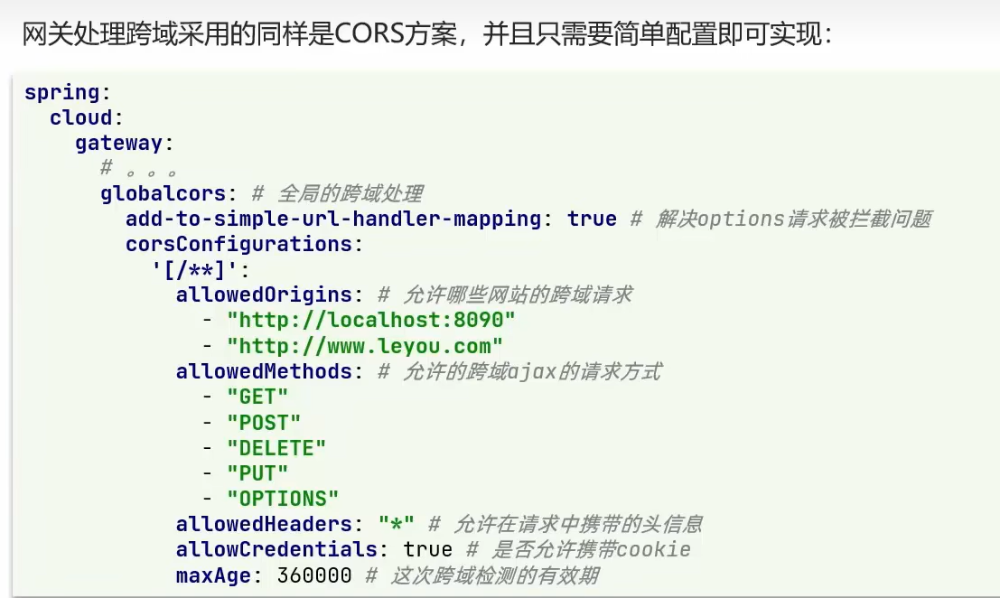 网关处理跨域采用的同样是CORS方案，并且只需要简单配置即可实现：
spring:
  cloud:
    gateway:
      # 。。。
      globalcors: # 全局的跨域处理
        add-to-simple-url-handler-mapping: true # 解决options请求被拦截问题
        corsConfigurations:
          '[/**]':
            allowedOrigins: # 允许哪些网站的跨域请求
              - "http://localhost:8090"
              - "http://www.leyou.com"
            allowedMethods: # 允许的跨域ajax的请求方式
              - "GET"
              - "POST"
              - "DELETE"
              - "PUT"
              - "OPTIONS"
            allowedHeaders: "*" # 允许在请求中携带的头信息
            allowCredentials: true # 是否允许携带cookie
            maxAge: 360000 # 这次跨域检测的有效期